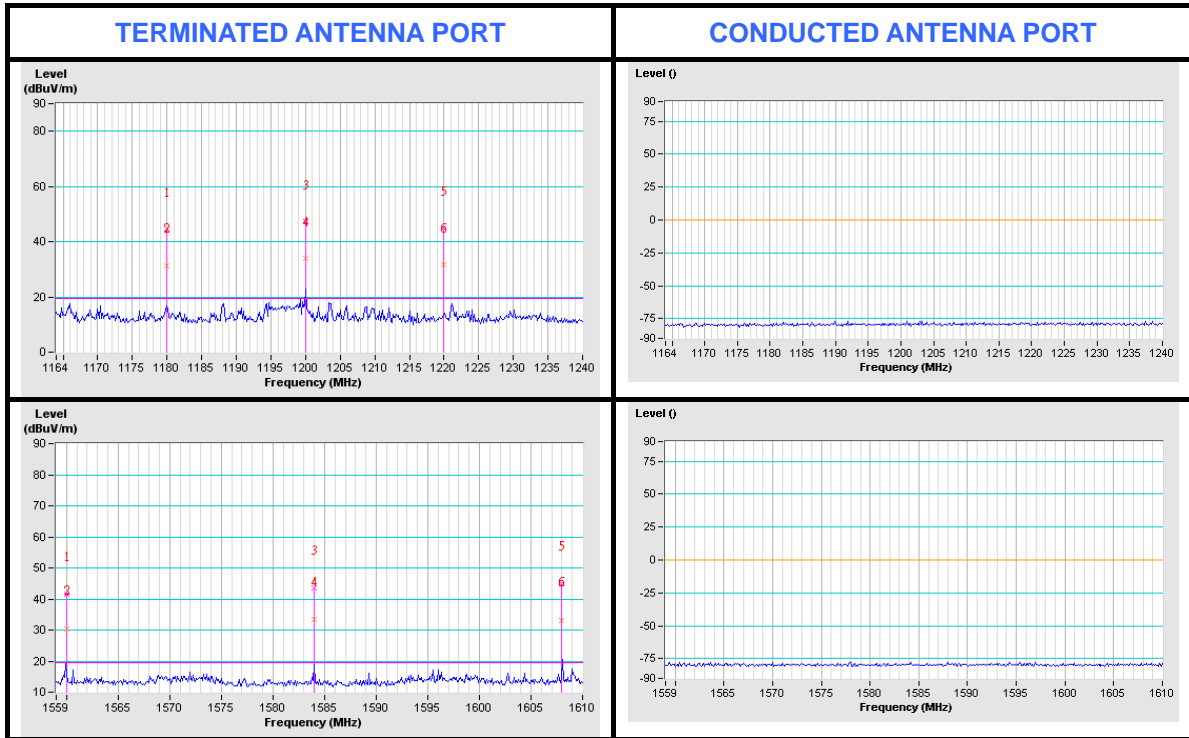 TERMINATED ANTENNA PORT
CONDUCTED ANTENNA PORT
Level
(dBuV/m)
90
80
60
40
20
0
1
2
3
4
5
6
1164 1170 1175 1180 1185 1190 1195 1200 1205 1210 1215 1220 1225 1230 1235 1240
Frequency (MHz)
Level ()
90
75
50
25
0
-25
-50
-75
-90
1164 1170 1175 1180 1185 1190 1195 1200 1205 1210 1215 1220 1225 1230 1240
Frequency (MHz)
Level
(dBuV/m)
90
80
70
60
50
40
30
20
10
1
2
3
4
5
6
1559 1565 1570 1575 1580 1585 1590 1595 1600 1605 1610
Frequency (MHz)
Level ()
90
75
50
25
0
-25
-50
-75
-90
1559 1565 1570 1575 1580 1585 1590 1595 1600 1610
Frequency (MHz)